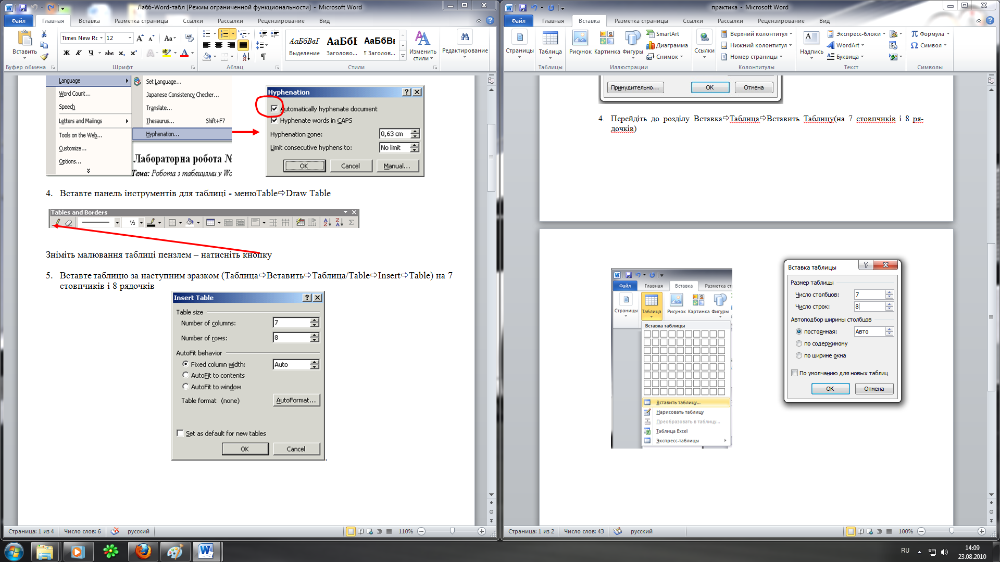 Лаб6-Word-табл [Режим ограниченной функциональности] - Microsoft Word
Файл Главная Вставка Разметка страницы Ссылки Рассылки Рецензирование Вид
Times New Ro 12
Вставить
Буфер обмена Шрифт Абзац Стили
АаБбВвІ АаБбІ АаБбВв
Выделение Заголово... ¶ Заголов...
Изменить стили
Редактирование
Language
Word Count...
Speech
Letters and Mailings
Tools on the Web...
Customize...
Options...
Set Language...
Japanese Consistency Checker...
Translate...
Thesaurus... Shift+F7
Hyphenation...
Лабораторна робота №
Тема: Робота з таблицями у Wo
Hyphenation
Automatically hyphenate document
Hyphenate words in CAPS
Hyphenation zone: 0,63 cm
Limit consecutive hyphens to: No limit
OK Cancel Manual...
4. Вставте панель інструментів для таблиці - менюTable⇨Draw Table
Tables and Borders
½
Зніміть малювання таблиці пензлем – натисніть кнопку
5. Вставте таблицю за наступним зразком (Таблица⇨Вставить⇨Таблица/Table⇨Insert⇨Table) на 7
стовпчиків і 8 рядочків
Insert Table
Table size
Number of columns: 7
Number of rows: 8
AutoFit behavior
Fixed column width: Auto
AutoFit to contents
AutoFit to window
Table format (none) AutoFormat...
Set as default for new tables
OK Cancel
.
Страница: 1 из 4 Число слов: 6 русский 110%
практика - Microsoft Word
Файл Главная Вставка Разметка страницы Ссылки Рассылки Рецензирование Вид
Страницы Таблица Рисунок Картинка Фигуры
SmartArt
Диаграмма
Снимок
Ссылки
Верхний колонтитул
Нижний колонтитул
Номер страницы
Надпись
Экспресс-блоки
WordArt
Буквица
Формула
Символ
Таблицы Иллюстрации Колонтитулы Текст Символы
Принудительно... ОК Отмена
4. Перейдіть до розділу Вставка⇨Таблица⇨Вставить Таблицу(на 7 стовпчиків і 8 ря-
дочків)
Файл Главная Вставка Разметка стр
Страницы Таблица Рисунок Картинка Фигуры
Вставка таблицы
Вставить таблицу...
Нарисовать таблицу
Преобразовать в таблицу...
Таблица Excel
Экспресс-таблицы
Вставка таблицы
Размер таблицы
Число столбцов: 7
Число строк: 8
Автоподбор ширины столбцов
постоянная: Авто
по содержимому
по ширине окна
По умолчанию для новых таблиц
ОК Отмена
Страница: 1 из 2 Число слов: 43 русский 100%
RU
14:09
23.08.2010